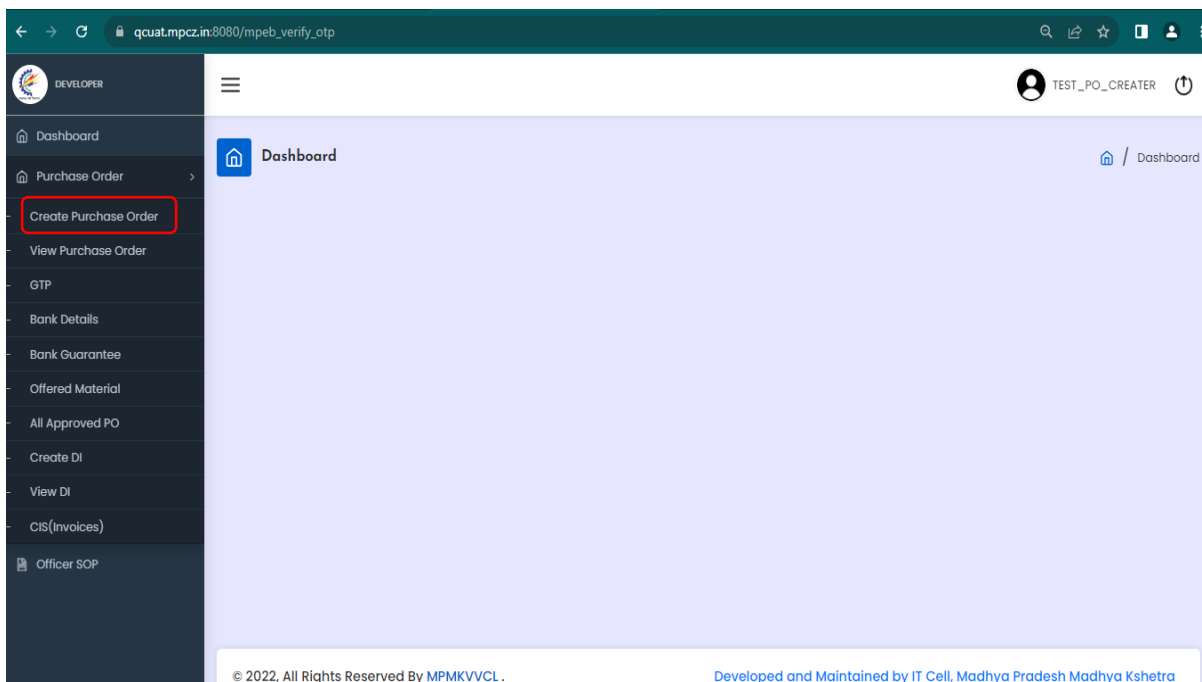 qcuat.mpcz.in:8080/mpeb_verify_otp
DEVELOPER
TEST_PO_CREATER
Dashboard
Purchase Order >
Create Purchase Order
View Purchase Order
GTP
Bank Details
Bank Guarantee
Offered Material
All Approved PO
Create DI
View DI
CIS(Invoices)
Officer SOP
Dashboard
/ Dashboard
© 2022, All Rights Reserved By MPMKVVCL .
Developed and Maintained by IT Cell, Madhya Pradesh Madhya Kshetra